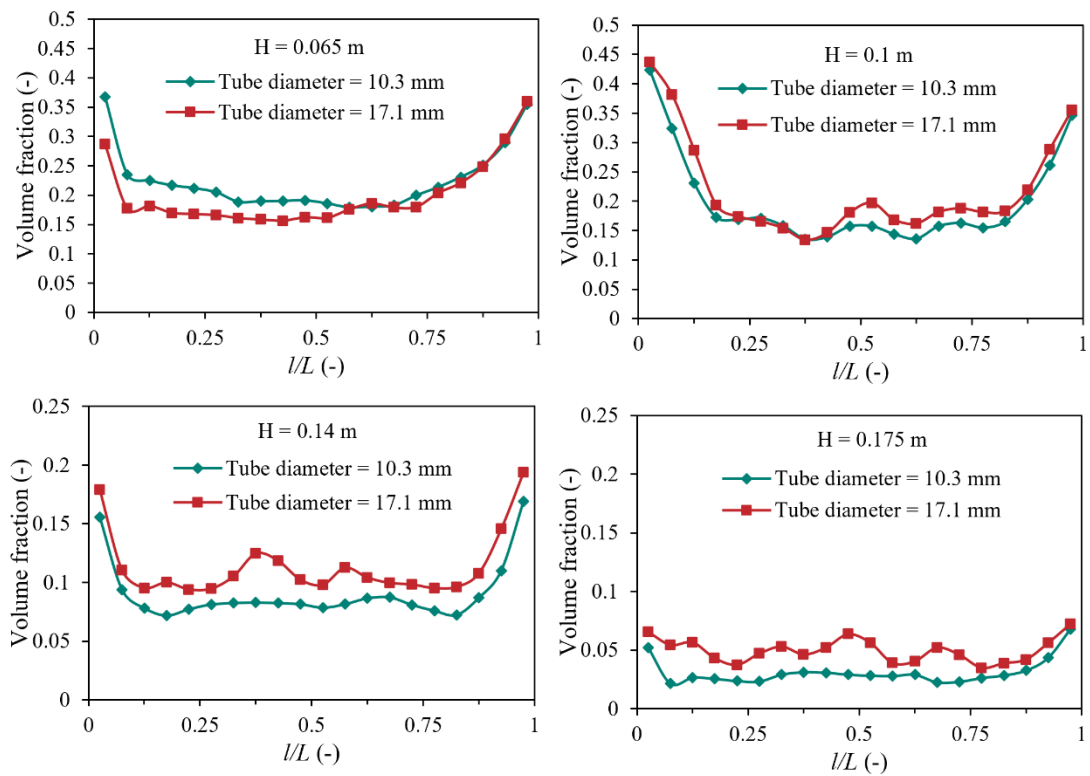 0.5
0.45
0.4
0.35
0.3
0.25
0.2
0.15
0.1
0.05
0
Volume fraction (-)
H = 0.065 m
Tube diameter = 10.3 mm
Tube diameter = 17.1 mm
0 0.25 0.5 0.75 1
l/L (-)
0.5
0.45
0.4
0.35
0.3
0.25
0.2
0.15
0.1
0.05
0
Volume fraction (-)
H = 0.1 m
Tube diameter = 10.3 mm
Tube diameter = 17.1 mm
0 0.25 0.5 0.75 1
l/L (-)
0.25
0.2
0.15
0.1
0.05
0
Volume fraction (-)
H = 0.14 m
Tube diameter = 10.3 mm
Tube diameter = 17.1 mm
0 0.25 0.5 0.75 1
l/L (-)
0.25
0.2
0.15
0.1
0.05
0
Volume fraction (-)
H = 0.175 m
Tube diameter = 10.3 mm
Tube diameter = 17.1 mm
0 0.25 0.5 0.75 1
l/L (-)